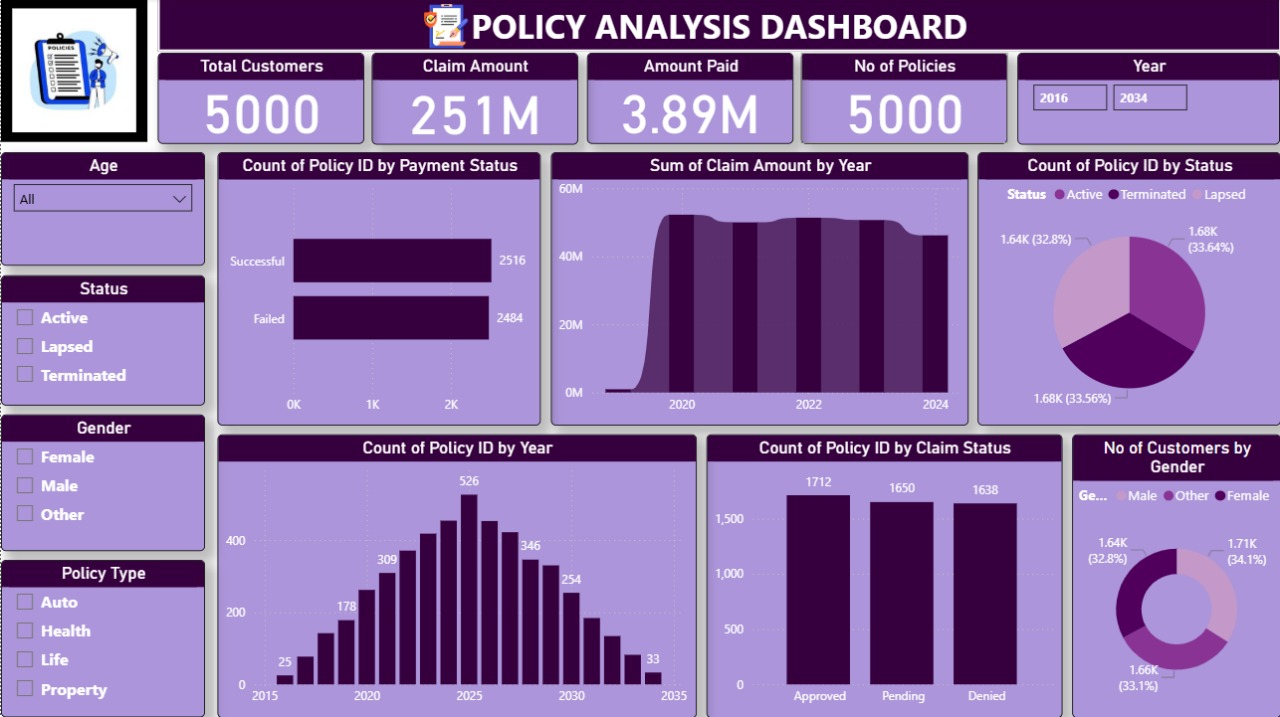 POLICIES
POLICY ANALYSIS DASHBOARD
Total Customers
5000
Claim Amount
251M
Amount Paid
3.89M
No of Policies
5000
Year
2016
2034
Age
All
Status
Active
Lapsed
Terminated
Gender
Female
Male
Other
Policy Type
Auto
Health
Life
Property
Count of Policy ID by Payment Status
Successful
2516
Failed
2484
0K
1K
2K
Sum of Claim Amount by Year
60M
40M
20M
0M
2020
2022
2024
Count of Policy ID by Status
Status Active Terminated Lapsed
1.64K (32.8%)
1.68K
(33.64%)
1.68K (33.56%)
Count of Policy ID by Year
400
200
0
25
178
309
526
346
254
33
2015
2020
2025
2030
2035
Count of Policy ID by Claim Status
1,500
1,000
500
0
1712
1650
1638
Approved
Pending
Denied
No of Customers by
Gender
Ge... Male Other Female
1.64K
(32.8%)
1.71K
(34.1%)
1.66K
(33.1%)